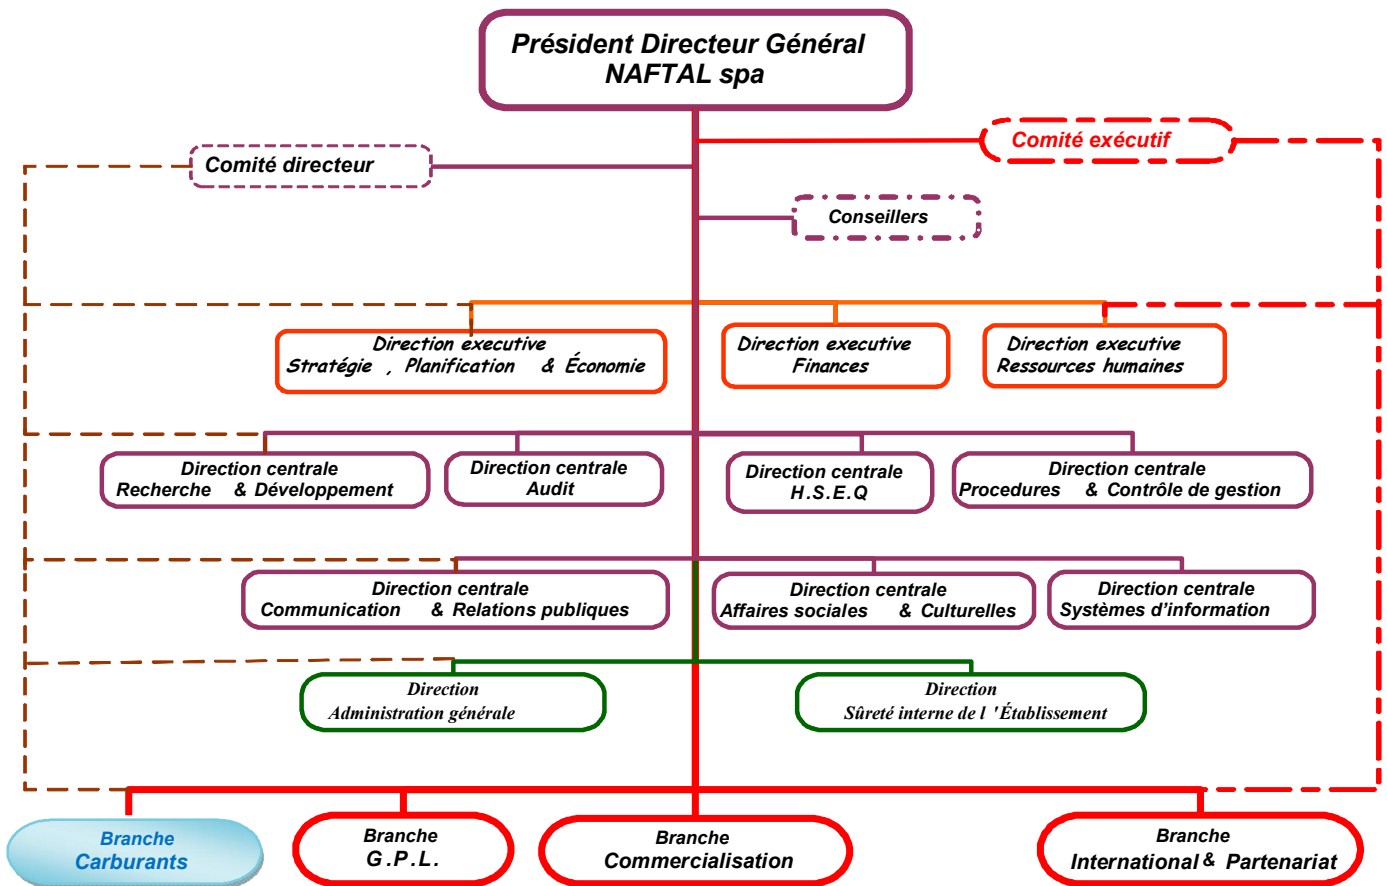 Président Directeur Général
NAFTAL spa
Comité exécutif
Comité directeur
Conseillers
Direction executive
Stratégie , Planification & Économie
Direction executive
Finances
Direction executive
Ressources humaines
Direction centrale
Recherche & Développement
Direction centrale
Audit
Direction centrale
H.S.E.Q
Direction centrale
Procedures & Contrôle de gestion
Direction centrale
Communication & Relations publiques
Direction centrale
Affaires sociales & Culturelles
Direction centrale
Systèmes d'information
Direction
Administration générale
Direction
Sûreté interne de l 'Établissement
Branche
Carburants
Branche
G.P.L.
Branche
Commercialisation
Branche
International & Partenariat